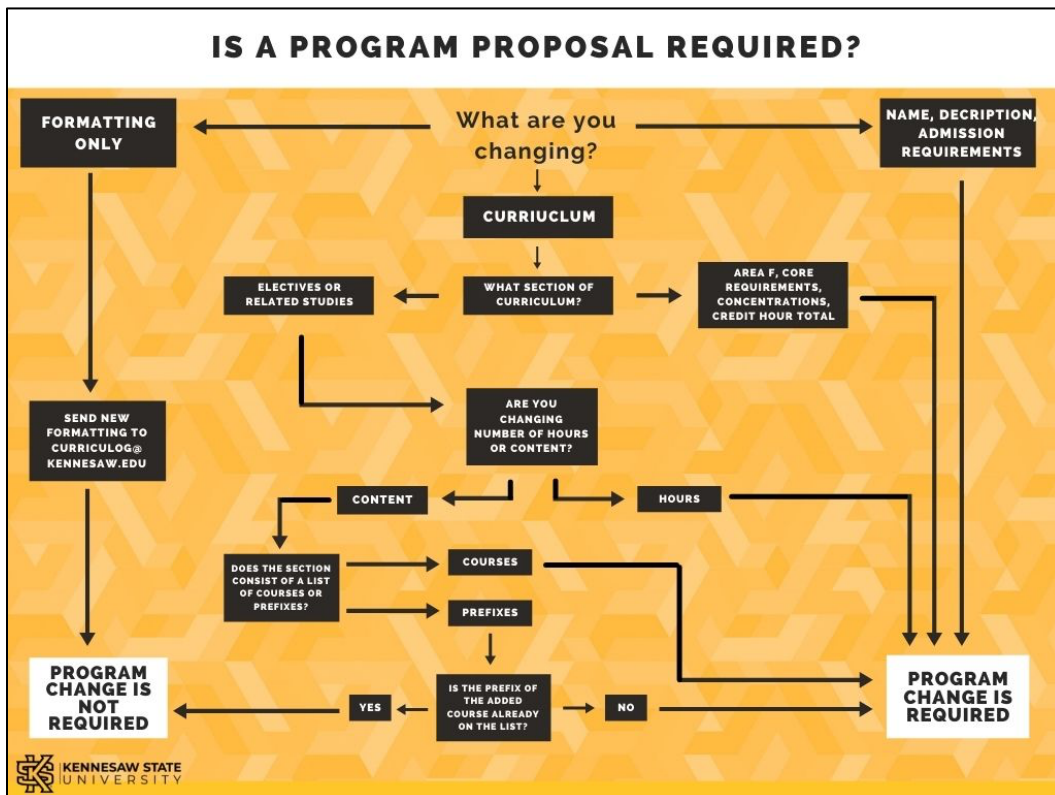 IS A PROGRAM PROPOSAL REQUIRED?
FORMATTING
ONLY
What are you
changing?
NAME, DECRIPTION,
ADMISSION
REQUIREMENTS
CURRIUCLUM
ELECTIVES OR
RELATED STUDIES
WHAT SECTION OF
CURRICULUM?
AREA F, CORE
REQUIREMENTS,
CONCENTRATIONS,
CREDIT HOUR TOTAL
SEND NEW
FORMATTING TO
CURRICULOG@
KENNESAW.EDU
ARE YOU
CHANGING
NUMBER OF HOURS
OR CONTENT?
CONTENT
HOURS
DOES THE SECTION
CONSIST OF A LIST
OF COURSES OR
PREFIXES?
COURSES
PREFIXES
PROGRAM
CHANGE IS
NOT
REQUIRED
YES
IS THE PREFIX OF
THE ADDED
COURSE ALREADY
ON THE LIST?
NO
PROGRAM
CHANGE IS
REQUIRED
KENNESAW STATE
UNIVERSITY